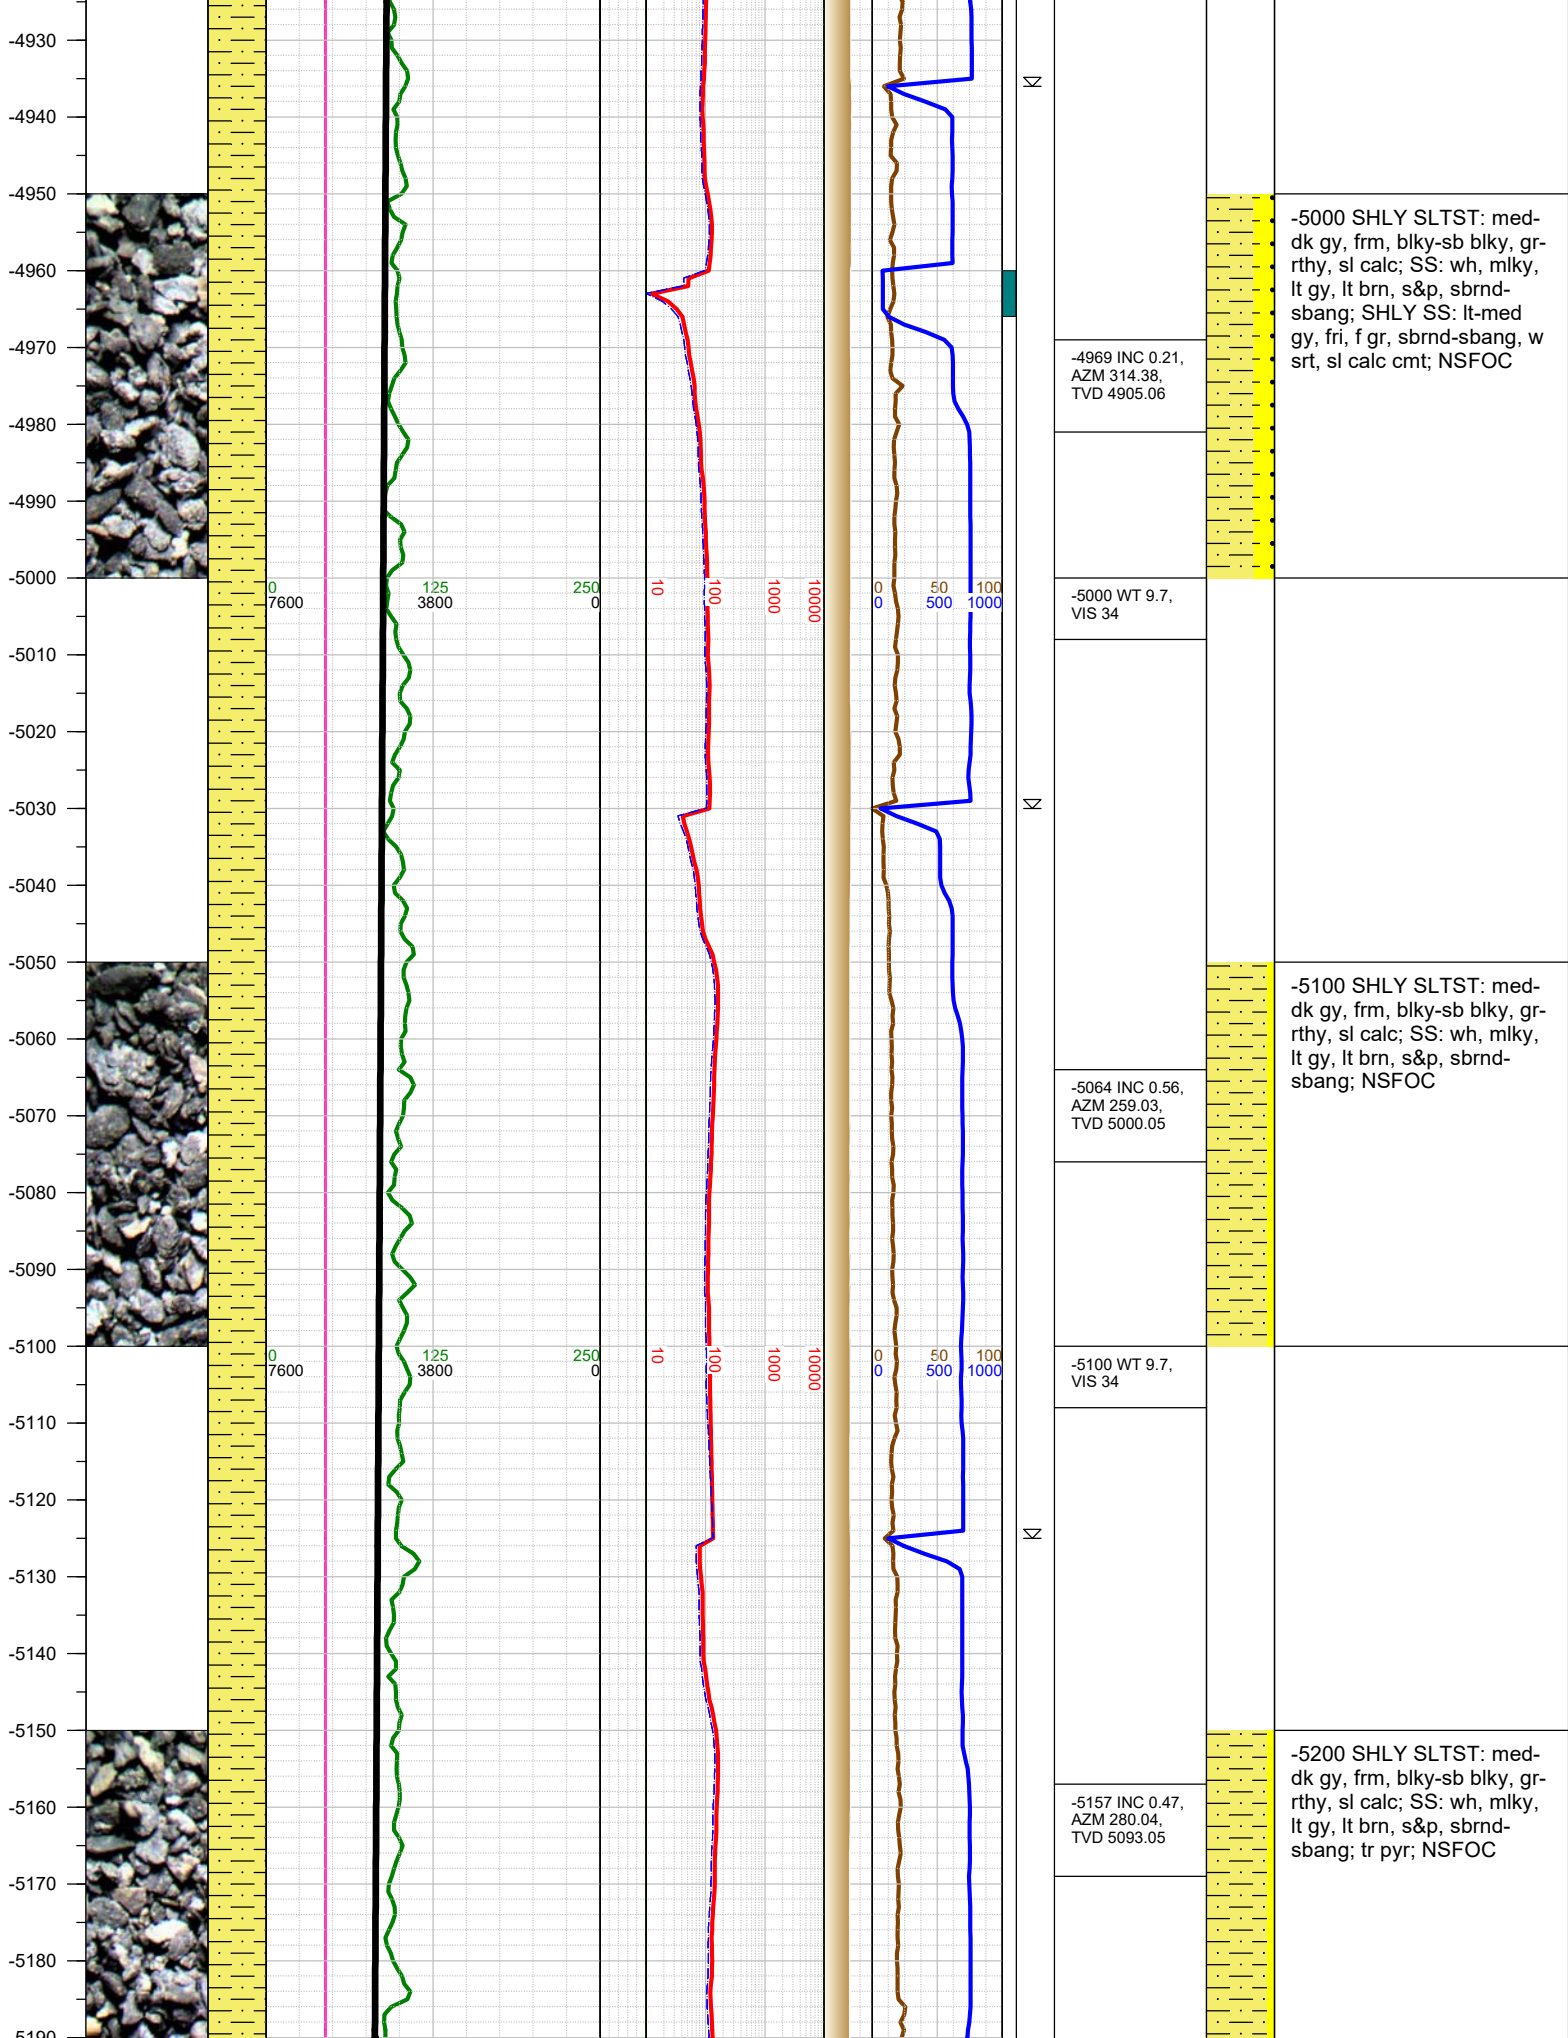 -4930
-4940
-4950
-5000 SHLY SLTST: med-
dk gy, frm, blky-sb blky, gr-
rthy, sl calc; SS: wh, mlky,
lt gy, lt brn, s&p, sbrnd-
sbang; SHLY SS: lt-med
gy, fri, f gr, sbrnd-sbang, w
srt, sl calc cmt; NSFOC
-4960
-4970
-4969 INC 0.21,
AZM 314.38,
TVD 4905.06
-4980
-4990
-5000
0 125 250 10 100 1000 10000 0 50 100
7600 3800 0 0 500 1000
-5000 WT 9.7,
VIS 34
-5010
-5020
-5030
-5040
-5050
-5100 SHLY SLTST: med-
dk gy, frm, blky-sb blky, gr-
rthy, sl calc; SS: wh, mlky,
lt gy, lt brn, s&p, sbrnd-
sbang; NSFOC
-5060
-5070
-5064 INC 0.56,
AZM 259.03,
TVD 5000.05
-5080
-5090
-5100
0 125 250 10 100 1000 10000 0 50 100
7600 3800 0 0 500 1000
-5100 WT 9.7,
VIS 34
-5110
-5120
-5130
-5140
-5150
-5200 SHLY SLTST: med-
dk gy, frm, blky-sb blky, gr-
rthy, sl calc; SS: wh, mlky,
lt gy, lt brn, s&p, sbrnd-
sbang; tr pyr; NSFOC
-5160
-5157 INC 0.47,
AZM 280.04,
TVD 5093.05
-5170
-5180
-5190